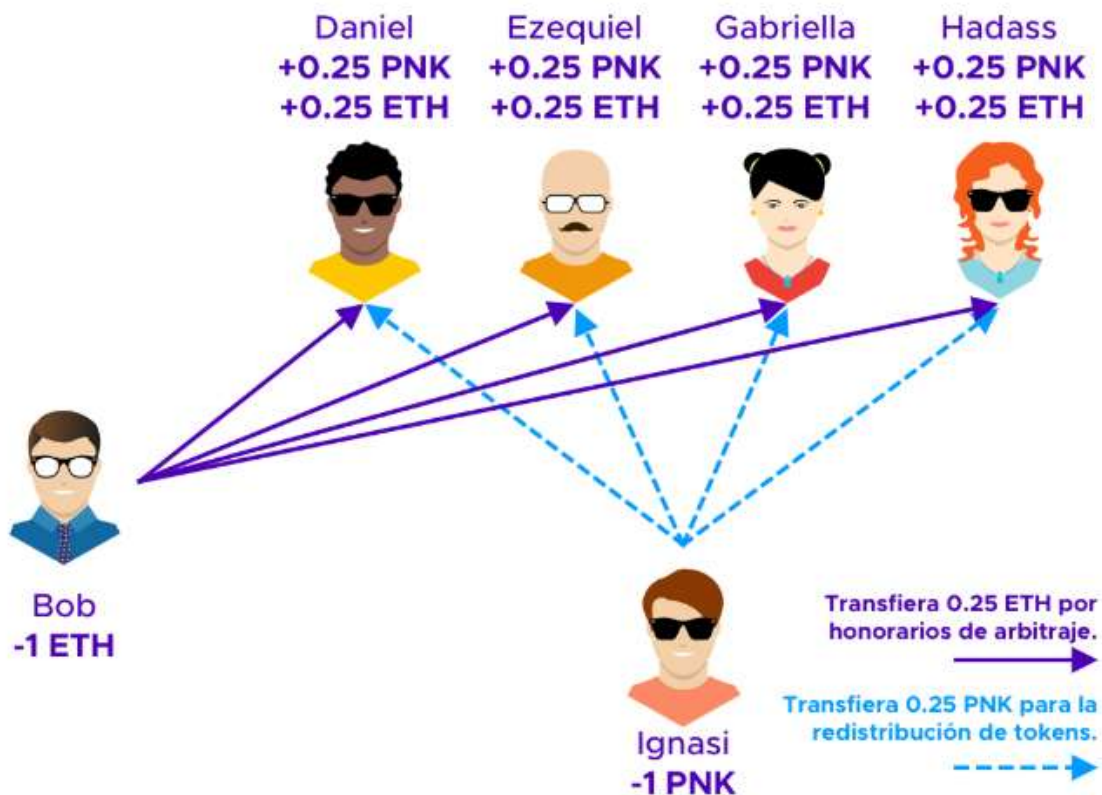 Daniel
+0.25 PNK
+0.25 ETH
Ezequiel
+0.25 PNK
+0.25 ETH
Gabriella
+0.25 PNK
+0.25 ETH
Hadass
+0.25 PNK
+0.25 ETH
Bob
-1 ETH
Ignasi
-1 PNK
Transfiera 0.25 ETH por
honorarios de arbitraje.
Transfiera 0.25 PNK para la
redistribución de tokens.